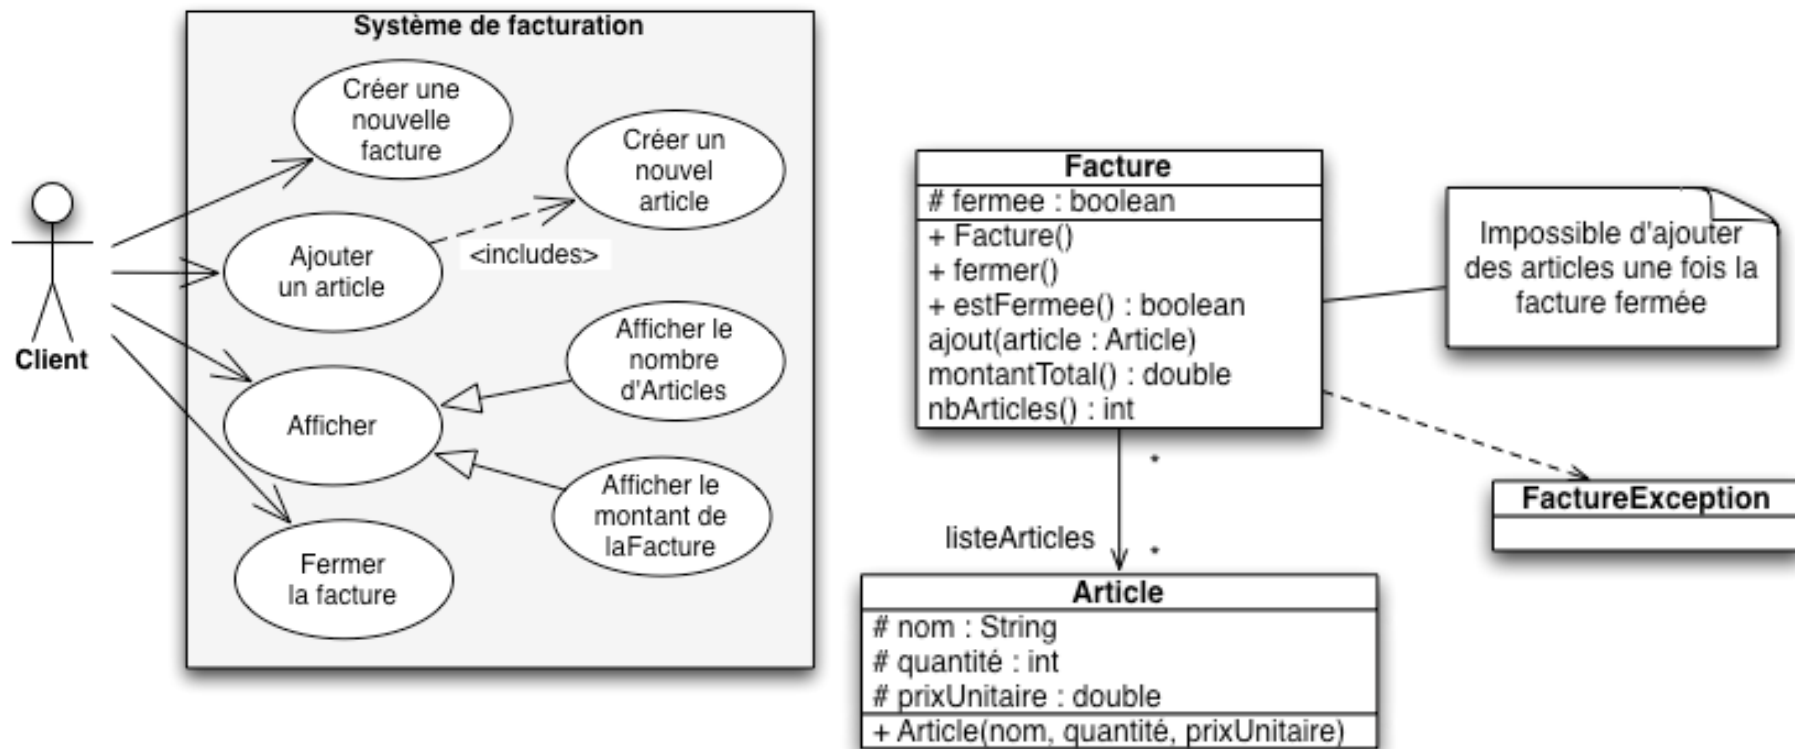 Système de facturation
Créer une
nouvelle
facture
Créer un
nouvel
article
Ajouter
un article
<includes>
Afficher le
nombre
d'Articles
Afficher
Afficher le
montant de
laFacture
Fermer
la facture
Client
Facture
# fermee : boolean
+ Facture()
+ fermer()
+ estFermee() : boolean
ajout(article : Article)
montantTotal() : double
nbArticles() : int
Impossible d'ajouter
des articles une fois la
facture fermée
*
listeArticles
*
FactureException
Article
# nom : String
# quantité : int
# prixUnitaire : double
+ Article(nom, quantité, prixUnitaire)